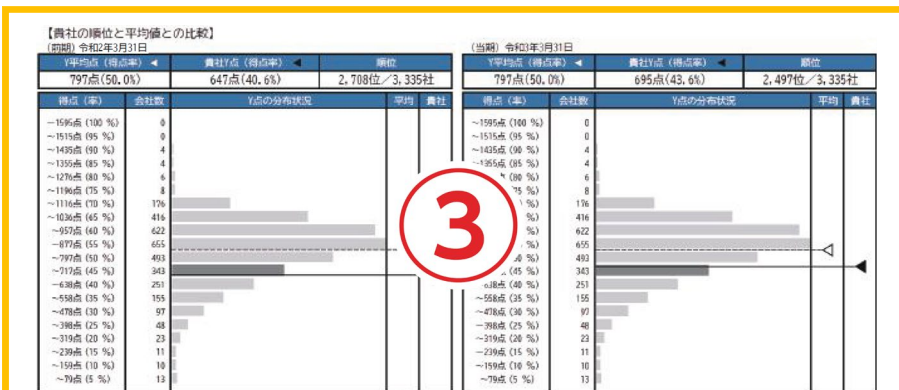 【貴社の順位と平均値との比較】
(前期) 令和2年3月31日
Y平均点 (得点率) ◀ 貴社Y点 (得点率) ◀ 順位
797点(50.0%) 647点(40.6%) 2,708位／3,335社
得点 (率) 会社数 Y点の分布状況 平均 貴社
~1595点 (100 %) 0
~1515点 (95 %) 0
~1435点 (90 %) 4
~1355点 (85 %) 4
~1276点 (80 %) 6
~1196点 (75 %) 8
~1116点 (70 %) 176
~1036点 (65 %) 416
~957点 (60 %) 622
~877点 (55 %) 655
~797点 (50 %) 493
~717点 (45 %) 343
~638点 (40 %) 251
~558点 (35 %) 155
~478点 (30 %) 97
~398点 (25 %) 48
~319点 (20 %) 23
~239点 (15 %) 11
~159点 (10 %) 10
~79点 (5 %) 13
3
(当期) 令和3年3月31日
Y平均点 (得点率) ◀ 貴社Y点 (得点率) ◀ 順位
797点(50.0%) 695点(43.6%) 2,497位／3,335社
得点 (率) 会社数 Y点の分布状況 平均 貴社
~1595点 (100 %) 0
~1515点 (95 %) 0
~1435点 (90 %) 4
~1355点 (85 %) 4
(80 %) 6
75 %) 8
%) 176
%) 416
%) 622
%) 655
%) 493
(45 %) 343
~638点 (40 %) 251
~558点 (35 %) 155
~478点 (30 %) 97
~398点 (25 %) 48
~319点 (20 %) 23
~239点 (15 %) 11
~159点 (10 %) 10
~79点 (5 %) 13